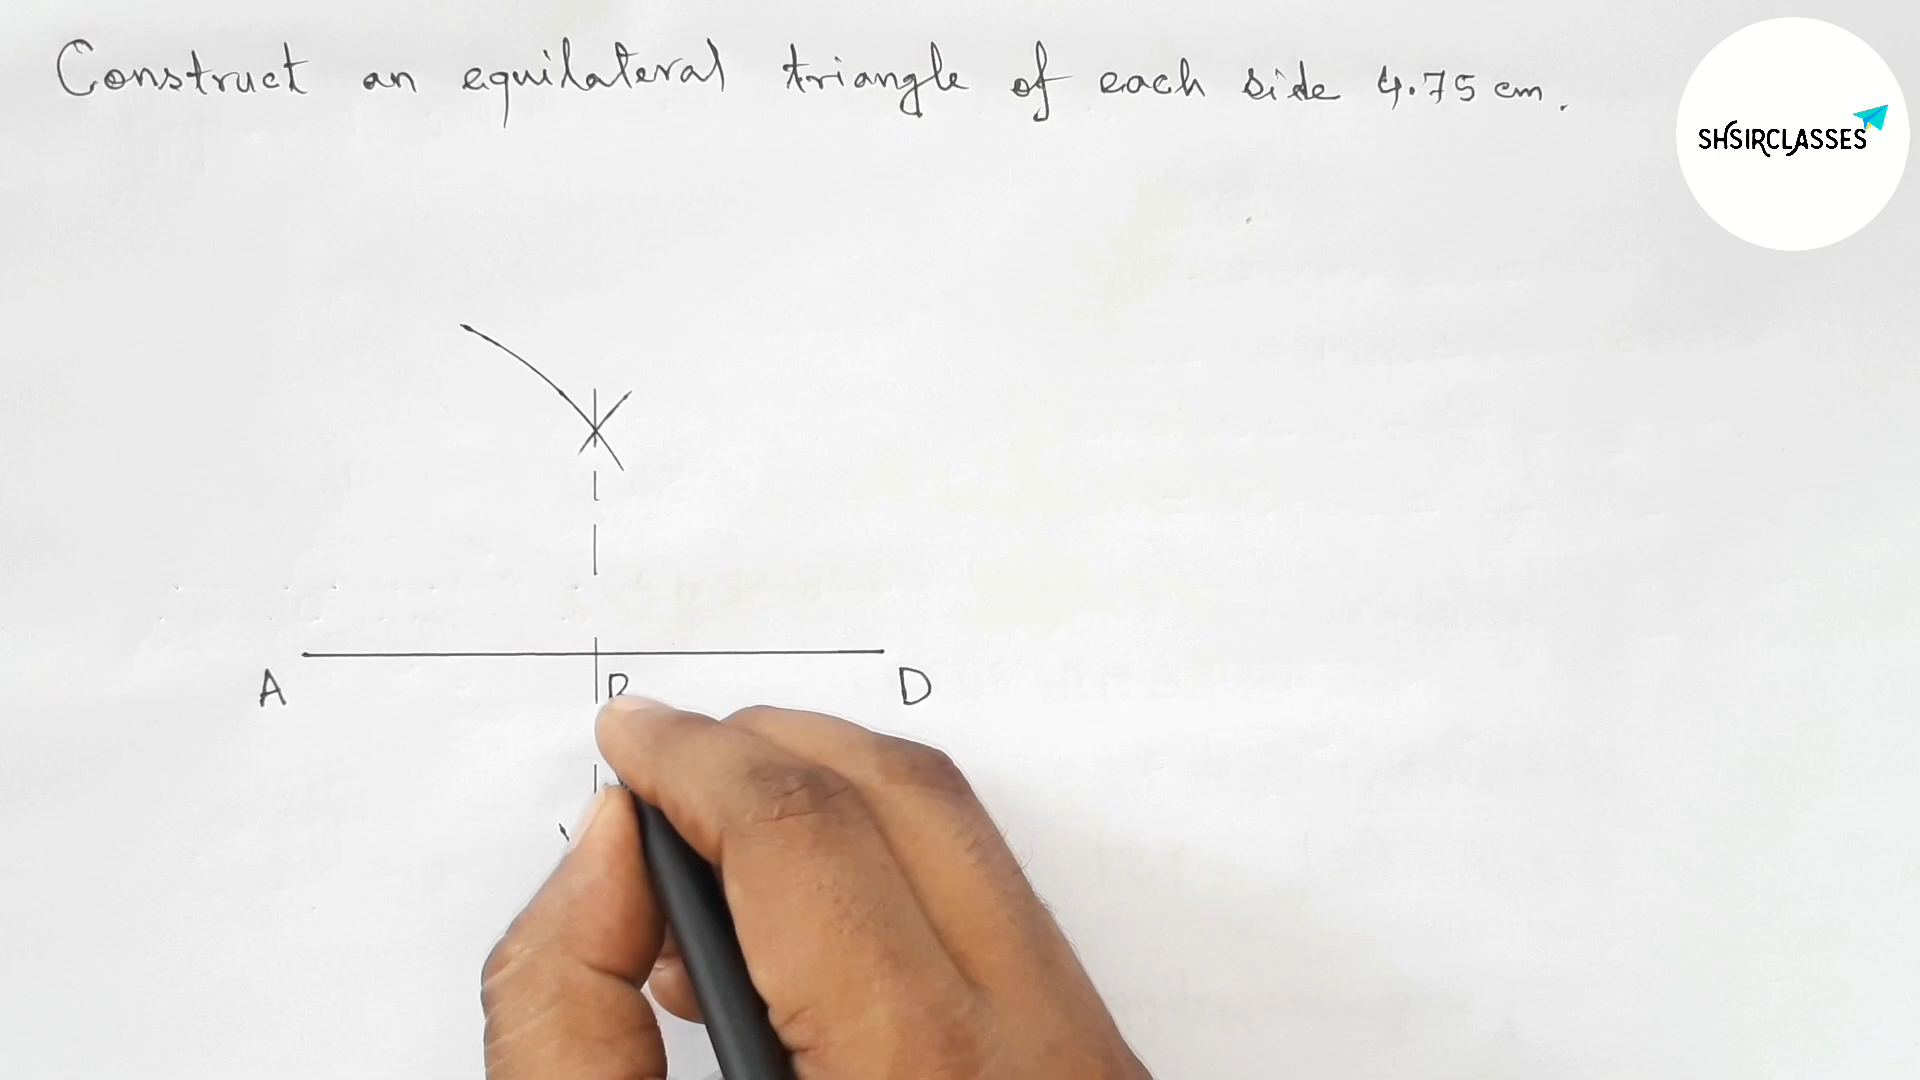 Construct an equilateral triangle of each side 4.75 cm.
SHSIRCLASSES
A B D